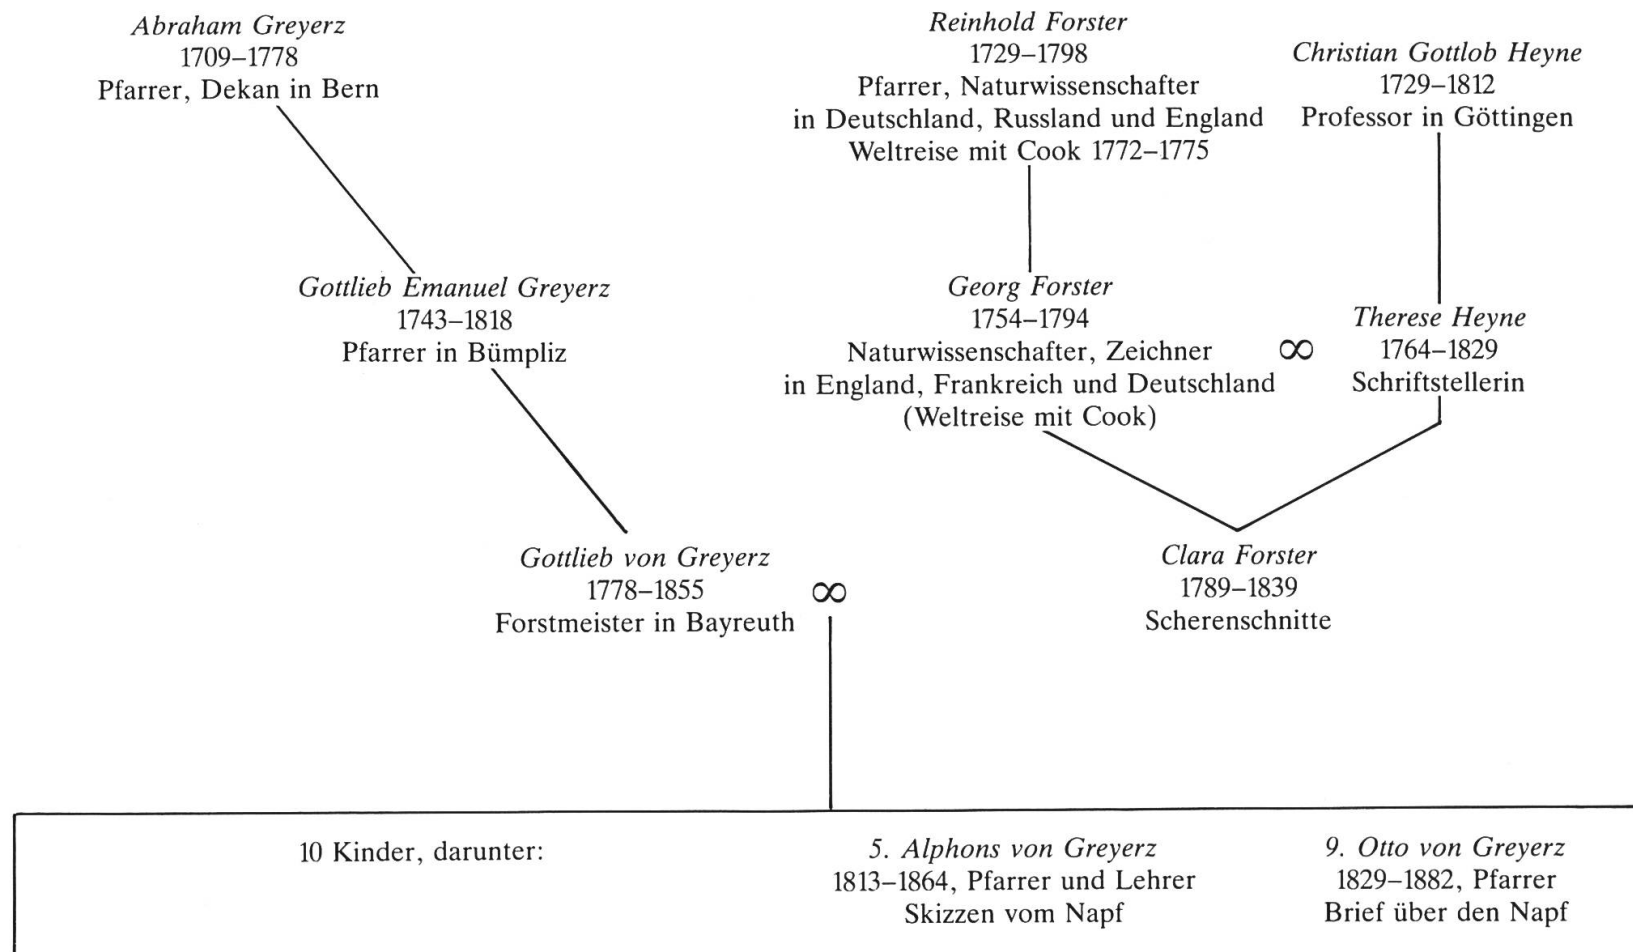 Abraham Greyerz
1709–1778
Pfarrer, Dekan in Bern
Reinhold Forster
1729–1798
Pfarrer, Naturwissenschafter
in Deutschland, Russland und England
Weltreise mit Cook 1772–1775
Christian Gottlob Heyne
1729–1812
Professor in Göttingen
Gottlieb Emanuel Greyerz
1743–1818
Pfarrer in Bümpliz
Georg Forster
1754–1794
Naturwissenschafter, Zeichner
in England, Frankreich und Deutschland
(Weltreise mit Cook)
∞
Therese Heyne
1764–1829
Schriftstellerin
Gottlieb von Greyerz
1778–1855
Forstmeister in Bayreuth
∞
Clara Forster
1789–1839
Scherenschnitte
10 Kinder, darunter:
5. Alphons von Greyerz
1813–1864, Pfarrer und Lehrer
Skizzen vom Napf
9. Otto von Greyerz
1829–1882, Pfarrer
Brief über den Napf